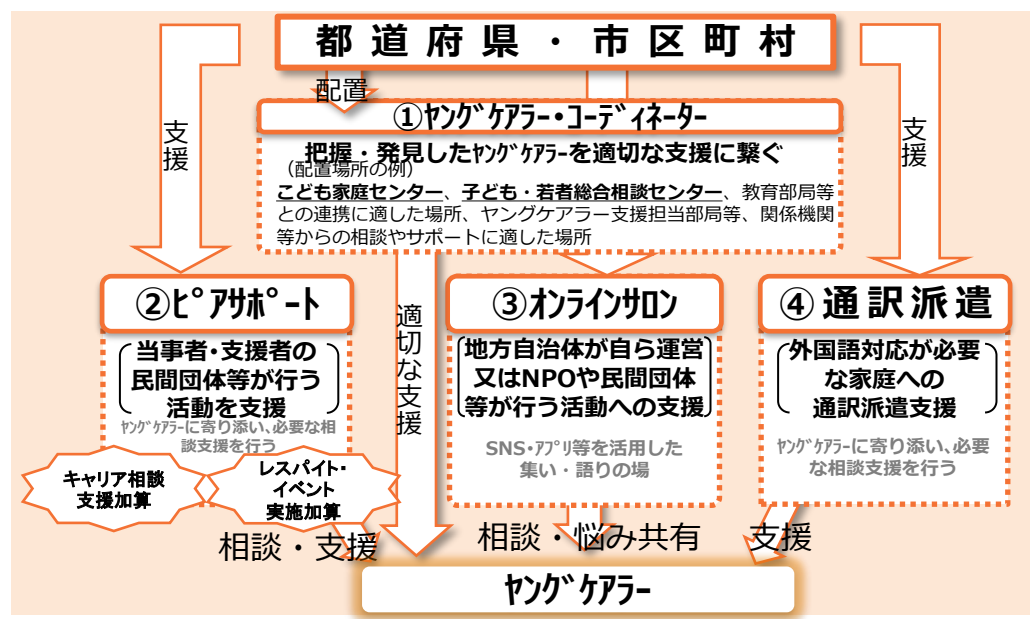 都道府県・市区町村
配置
支援
支援
①ﾔﾝｸﾞｹｱﾗｰ・ｺｰﾃﾞｨﾈｰﾀｰ
把握・発見したﾔﾝｸﾞｹｱﾗｰを適切な支援に繋ぐ
(配置場所の例)
こども家庭センター、子ども・若者総合相談センター、教育部局等
との連携に適した場所、ヤングケアラー支援担当部局等、関係機関
等からの相談やサポートに適した場所
②ﾋﾟｱｻﾎﾟｰﾄ
当事者・支援者の
民間団体等が行う
活動を支援
ﾔﾝｸﾞｹｱﾗｰに寄り添い､必要な相
談支援を行う
キャリア相談
支援加算
レスパイト・
イベント
実施加算
適切な支援
③ｵﾝﾗｲﾝｻﾛﾝ
地方自治体が自ら運営
又はNPOや民間団体
等が行う活動への支援
SNS・ｱﾌﾟﾘ等を活用した
集い・語りの場
④通訳派遣
外国語対応が必要
な家庭への
通訳派遣支援
ﾔﾝｸﾞｹｱﾗｰに寄り添い､必要
な相談支援を行う
相談・支援
相談・悩み共有
支援
ﾔﾝｸﾞｹｱﾗｰ